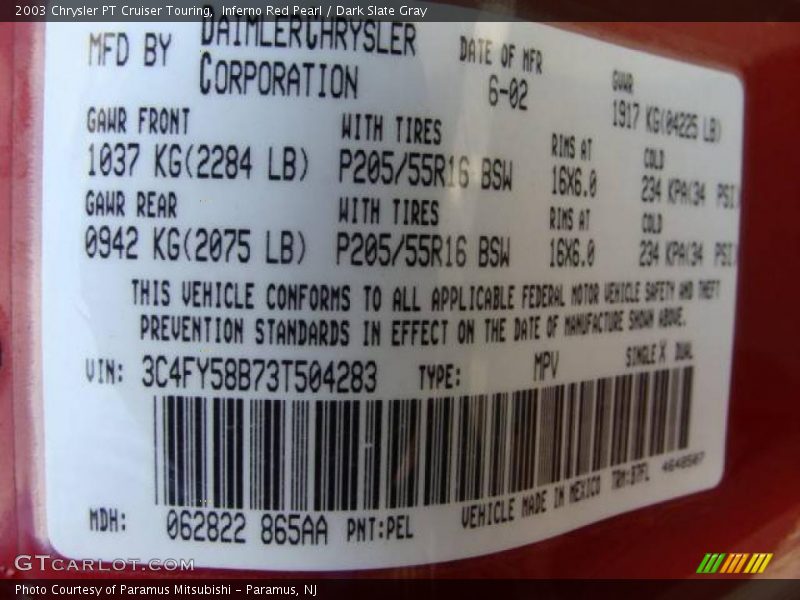 2003 Chrysler PT Cruiser Touring, Inferno Red Pearl / Dark Slate Gray
MFD BY DAIMLERCHRYSLER CORPORATION
DATE OF MFR 6-02
GVWR 1917 KG(04225 LB)
GAWR FRONT WITH TIRES RIMS AT COLD
1037 KG(2284 LB) P205/55R16 BSW 16X6.0 234 KPA(34 PSI
GAWR REAR WITH TIRES RIMS AT COLD
0942 KG(2075 LB) P205/55R16 BSW 16X6.0 234 KPA(34 PSI
THIS VEHICLE CONFORMS TO ALL APPLICABLE FEDERAL MOTOR VEHICLE SAFETY AND THEFT
PREVENTION STANDARDS IN EFFECT ON THE DATE OF MANUFACTURE SHOWN ABOVE.
VIN: 3C4FY58B73T504283 TYPE: MPV SINGLE X DUAL
MDH: 062822 865AA PNT:PEL VEHICLE MADE IN MEXICO TRM:
GTCARLOT.COM
Photo Courtesy of Paramus Mitsubishi - Paramus, NJ